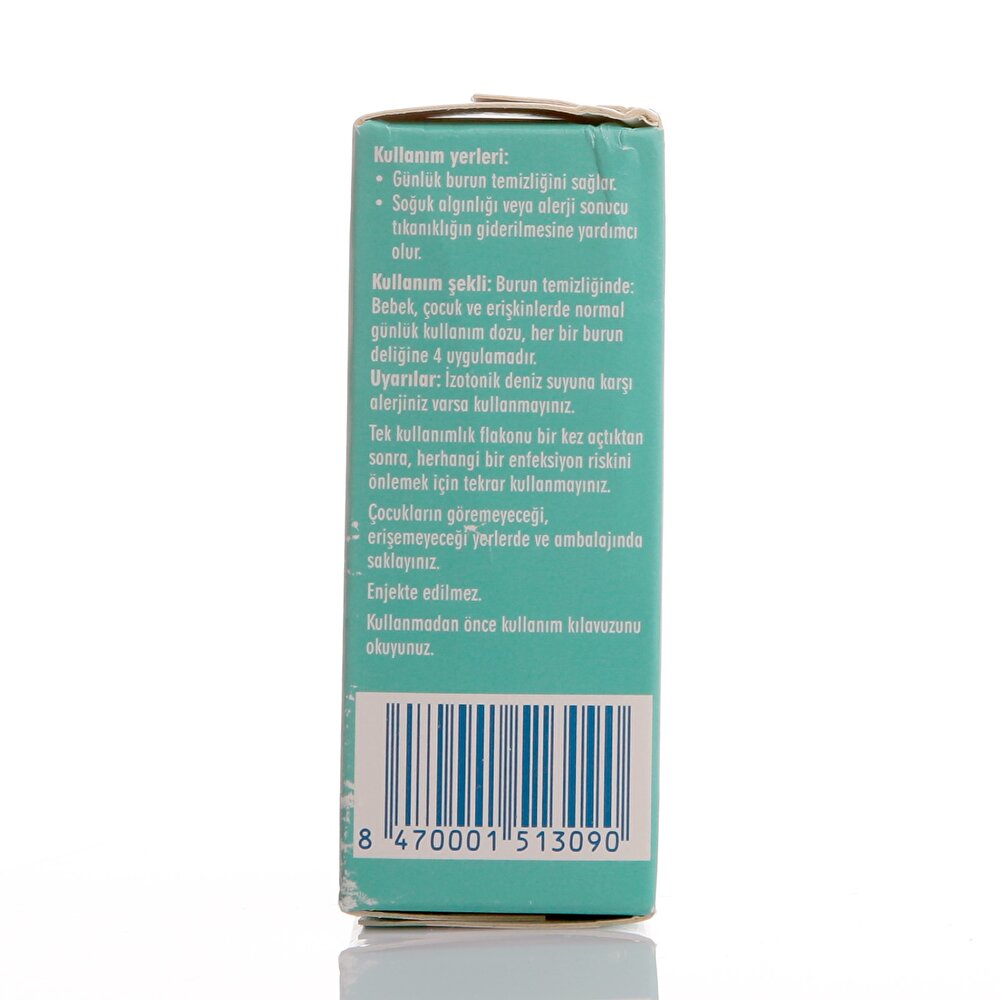 Kullanım yerleri:
• Günlük burun temizliğini sağlar.
• Soğuk algınlığı veya alerji sonucu
tıkanıklığın giderilmesine yardımcı
olur.
Kullanım şekli: Burun temizliğinde:
Bebek, çocuk ve erişkinlerde normal
günlük kullanım dozu, her bir burun
deliğine 4 uygulamadır.
Uyarılar: İzotonik deniz suyuna karşı
alerjiniz varsa kullanmayınız.
Tek kullanımlık flakonu bir kez açtıktan
sonra, herhangi bir enfeksiyon riskini
önlemek için tekrar kullanmayınız.
Çocukların göremeyeceği,
erişemeyeceği yerlerde ve ambalajında
saklayınız.
Enjekte edilmez.
Kullanmadan önce kullanım kılavuzunu
okuyunuz.
8 470001 513090